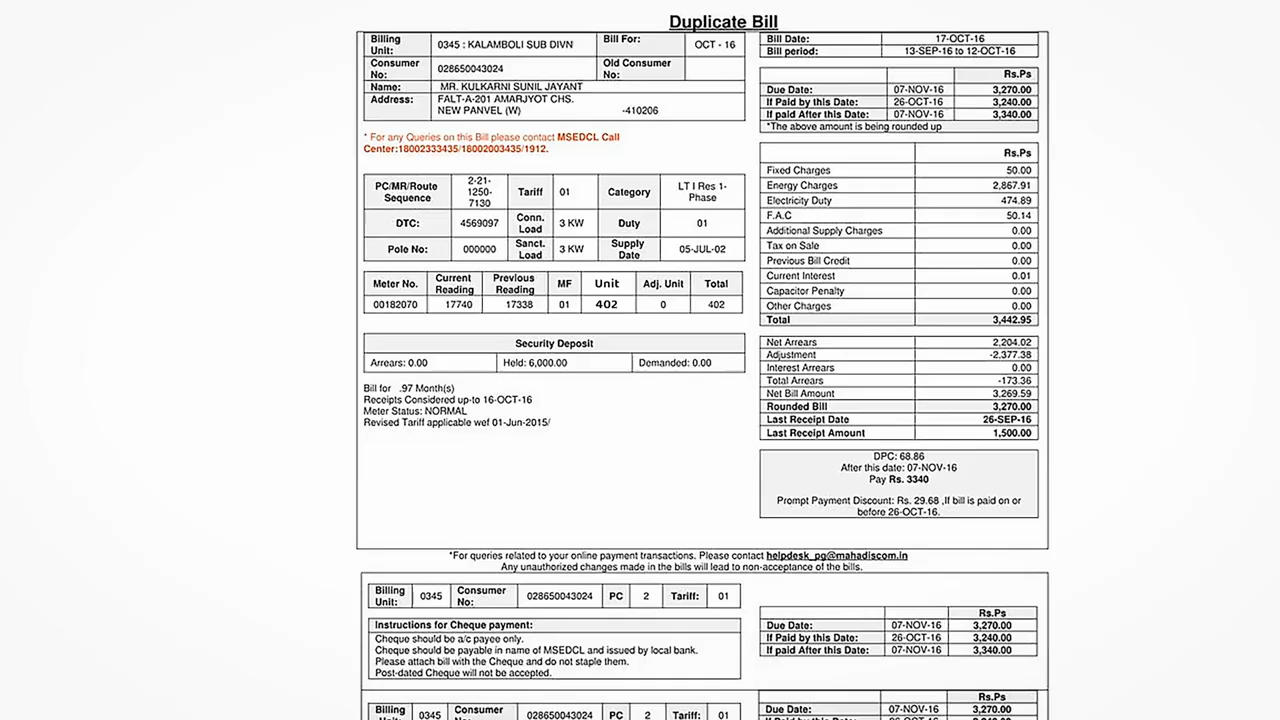 Duplicate Bill
Billing Unit: 0345 : KALAMBOLI SUB DIVN Bill For: OCT - 16
Consumer No: 028650043024 Old Consumer No:
Name: MR. KULKARNI SUNIL JAYANT
Address: FALT-A-201 AMARJYOT CHS.
NEW PANVEL (W) -410206
* For any Queries on this Bill please contact MSEDCL Call
Center:18002333435/18002003435/1912.
PC/MR/Route Sequence 2-21-1250-7130 Tariff 01 Category LT I Res 1-Phase
DTC: 4569097 Conn. Load 3 KW Duty 01
Pole No: 000000 Sanct. Load 3 KW Supply Date 05-JUL-02
Meter No. Current Reading Previous Reading MF Unit Adj. Unit Total
00182070 17740 17338 01 402 0 402
Security Deposit
Arrears: 0.00 Held: 6,000.00 Demanded: 0.00
Bill for .97 Month(s)
Receipts Considered up-to 16-OCT-16
Meter Status: NORMAL
Revised Tariff applicable wef 01-Jun-2015/
Bill Date: 17-OCT-16
Bill period: 13-SEP-16 to 12-OCT-16
Rs.Ps
Due Date: 07-NOV-16 3,270.00
If Paid by this Date: 26-OCT-16 3,240.00
If paid After this Date: 07-NOV-16 3,340.00
*The above amount is being rounded up
Rs.Ps
Fixed Charges 50.00
Energy Charges 2,867.91
Electricity Duty 474.89
F.A.C 50.14
Additional Supply Charges 0.00
Tax on Sale 0.00
Previous Bill Credit 0.00
Current Interest 0.01
Capacitor Penalty 0.00
Other Charges 0.00
Total 3,442.95
Net Arrears 2,204.02
Adjustment -2,377.38
Interest Arrears 0.00
Total Arrears -173.36
Net Bill Amount 3,269.59
Rounded Bill 3,270.00
Last Receipt Date 26-SEP-16
Last Receipt Amount 1,500.00
DPC: 68.86
After this date: 07-NOV-16
Pay Rs. 3340
Prompt Payment Discount: Rs. 29.68 ,If bill is paid on or
before 26-OCT-16.
*For queries related to your online payment transactions. Please contact helpdesk_pg@mahadiscom.in
Any unauthorized changes made in the bills will lead to non-acceptance of the bills.
Billing Unit: 0345 Consumer No: 028650043024 PC 2 Tariff: 01
Instructions for Cheque payment:
Cheque should be a/c payee only.
Cheque should be payable in name of MSEDCL and issued by local bank.
Please attach bill with the Cheque and do not staple them.
Post-dated Cheque will not be accepted.
Rs.Ps
Due Date: 07-NOV-16 3,270.00
If Paid by this Date: 26-OCT-16 3,240.00
If paid After this Date: 07-NOV-16 3,340.00
Billing Unit: 0345 Consumer No: 028650043024 PC 2 Tariff: 01
Rs.Ps
Due Date: 07-NOV-16 3,270.00